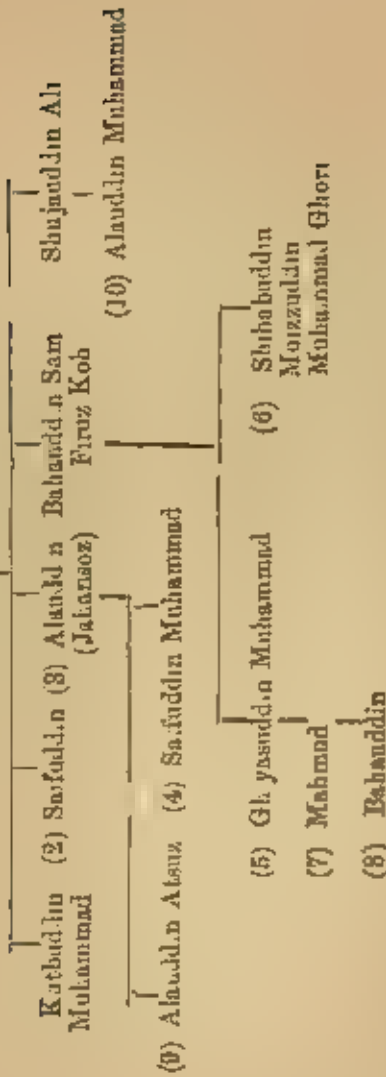 Kutbuddin
Muhammad
(2) Saifuddin
(3) Alauddin
(Jahansoz)
Bahauddin Sam
Firuz Koh
Shujauddin Ali
(10) Alauddin Muhammad
(9) Alauddin Atsuz
(4) Saifuddin Muhammad
(5) Ghiyasuddin Muhammad
(6) Shihabuddin
Moizzuddin
Muhammad Ghori
(7) Mahmud
(8) Bahauddin